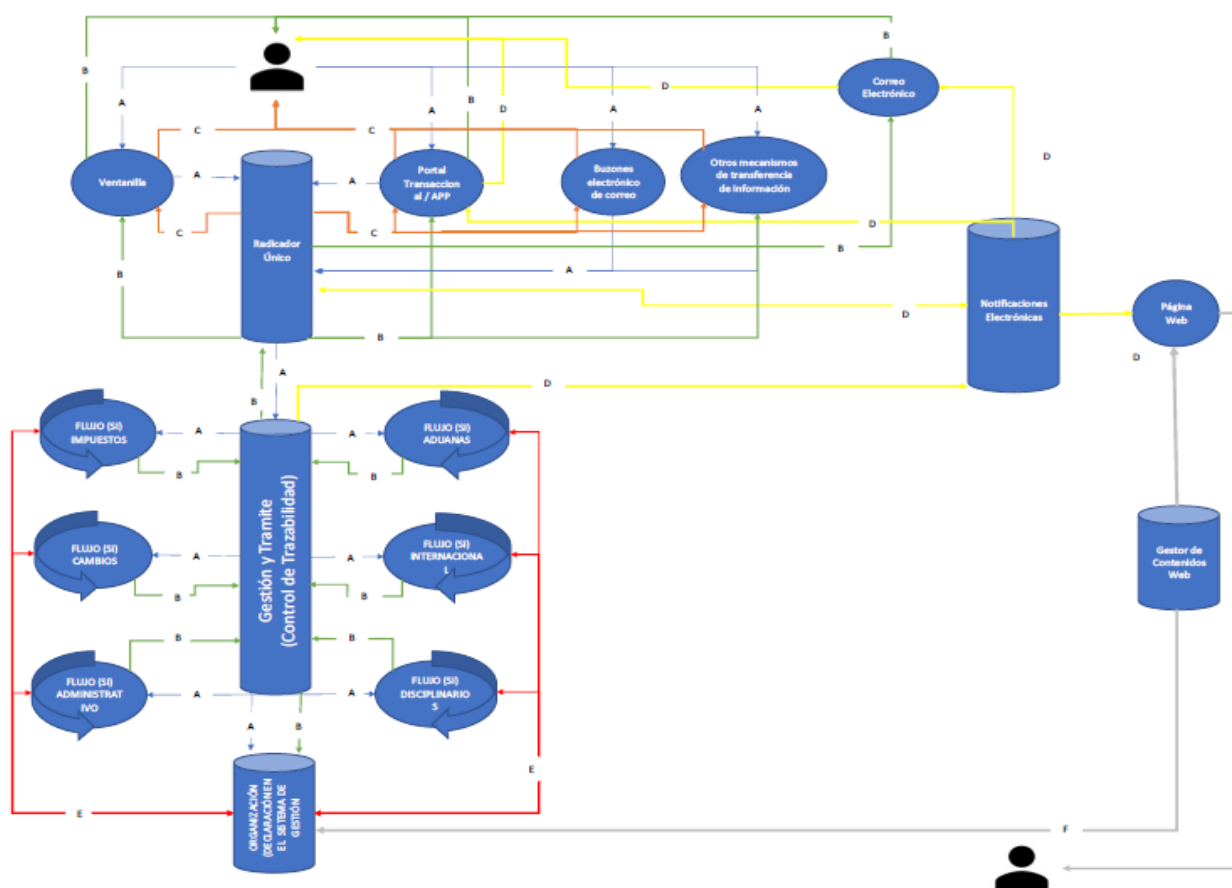 B
B
Correo
Electrónico
B
D
A
A
B
D
A
A
C
C
D
Ventanilla
A
A
Portal
Transaccion
al / APP
Buzones
electrónico
de correo
Otros mecanismos
de transferencia
de Información
C
C
D
Radicador
Único
B
B
A
Notificaciones
Electrónicas
Página
Web
D
B
D
A
B
D
FLUJO (SI)
IMPUESTOS
A
A
FLUJO (SI)
ADUANAS
B
B
Gestión y Tramite
(Control de Trazabilidad)
FLUJO (SI)
CAMBIOS
A
A
FLUJO (SI)
INTERNACIONA
L
B
B
Gestor de
Contenidos
Web
B
B
FLUJO (SI)
ADMINISTRAT
IVO
A
A
FLUJO (SI)
DISCIPLINARIO
S
A
B
ORGANIZACIÓN
(DECLARACIÓN EN
EL SISTEMA DE
GESTIÓN
E
E
F